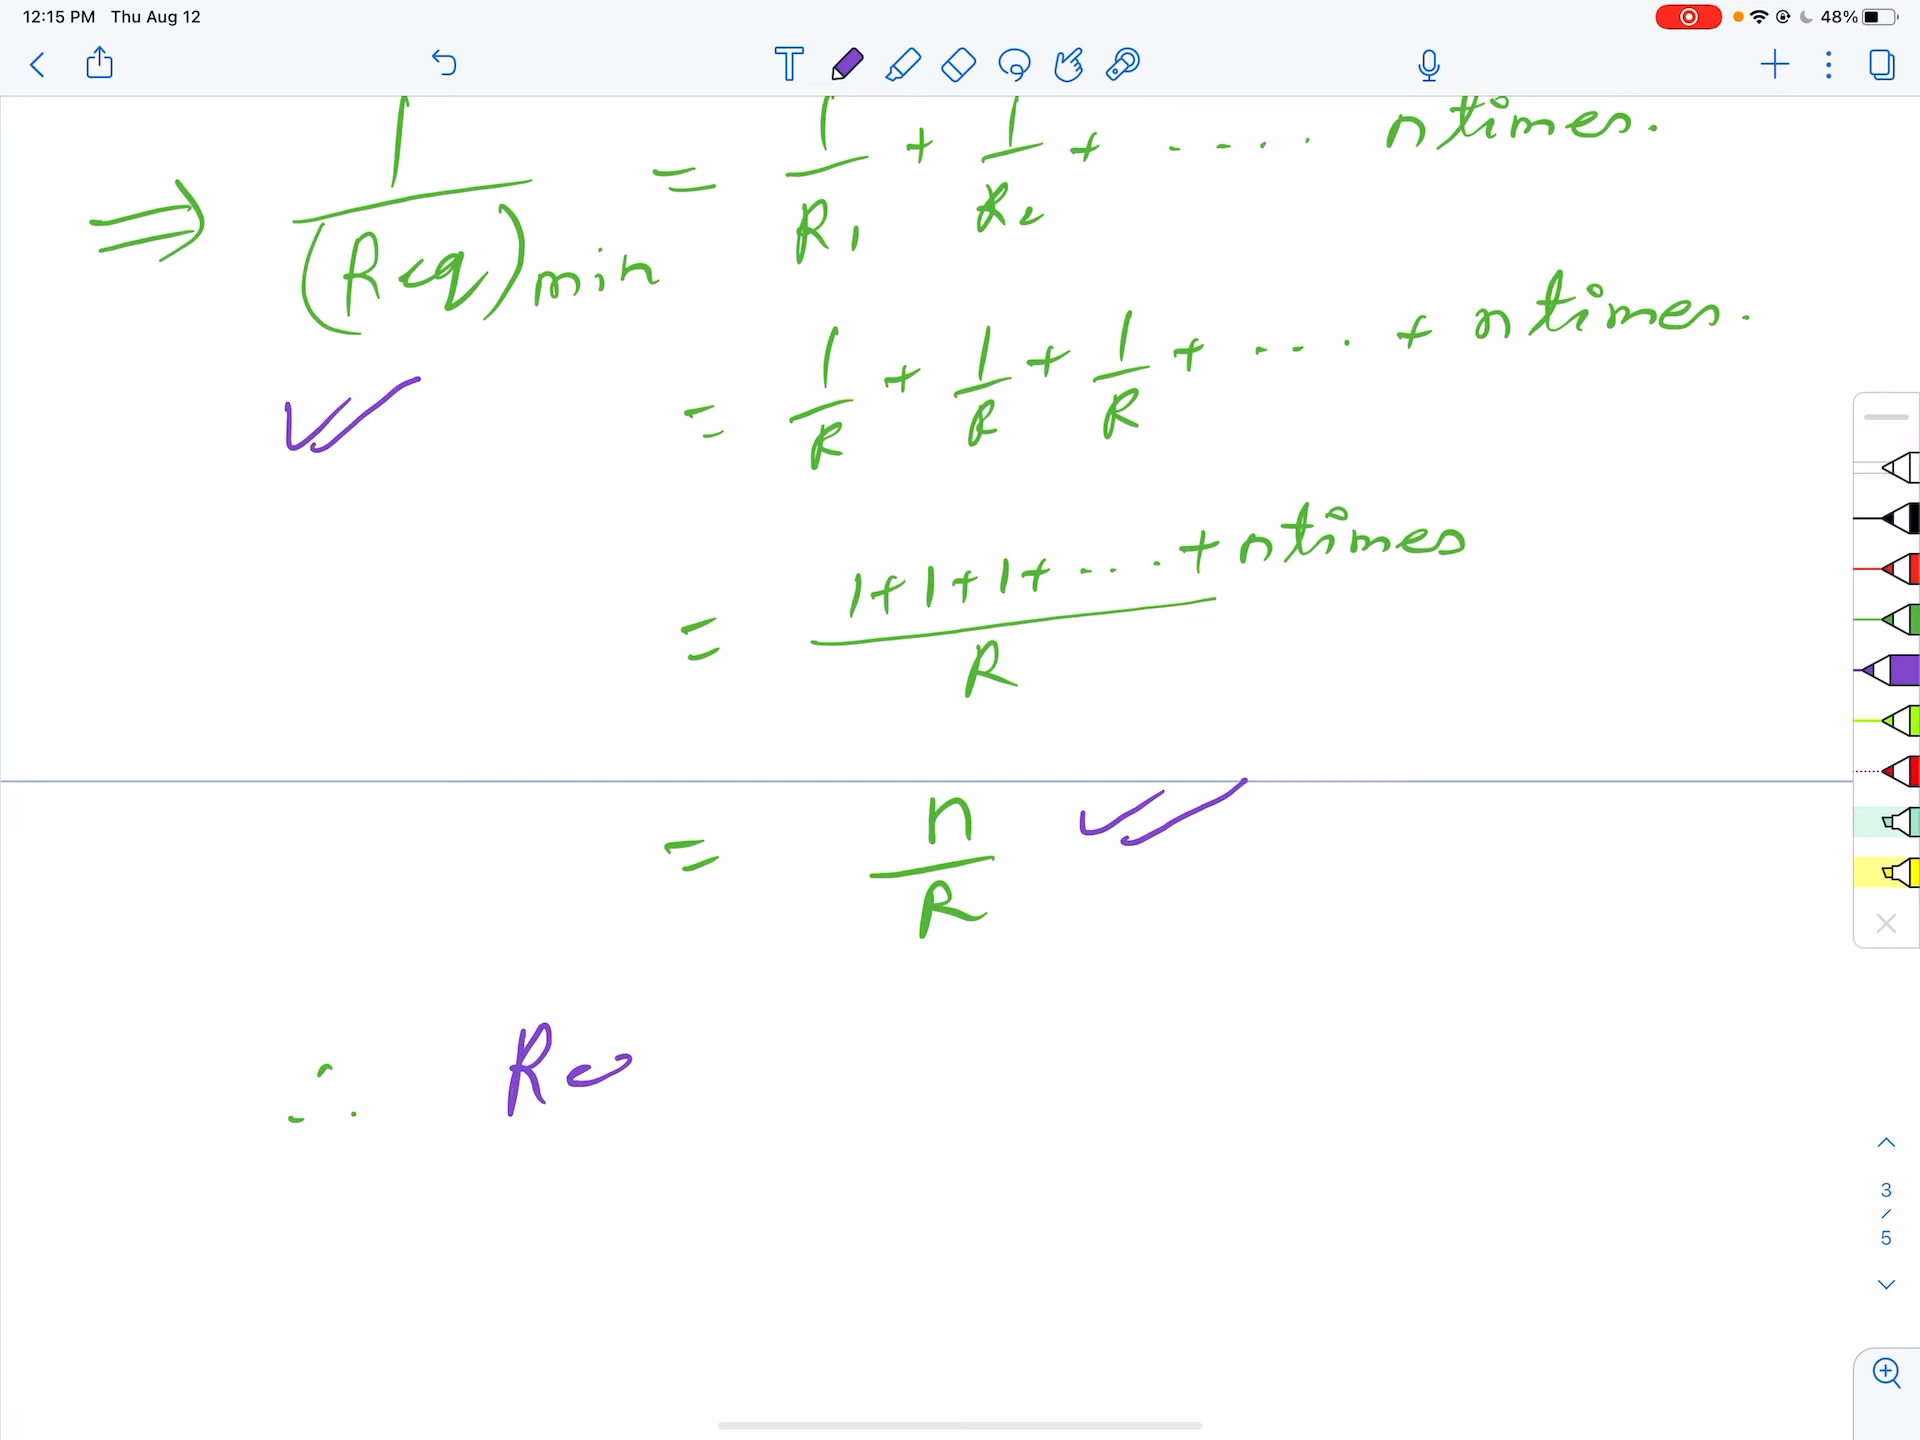 12:15 PM Thu Aug 12 48%
⇒ 1/(Req)min = 1/R1 + 1/R2 + ..... n times.
= 1/R + 1/R + 1/R + .... + n times.
= 1+1+1+ .... + n times / R
= n/R
∴ Re
3
/
5